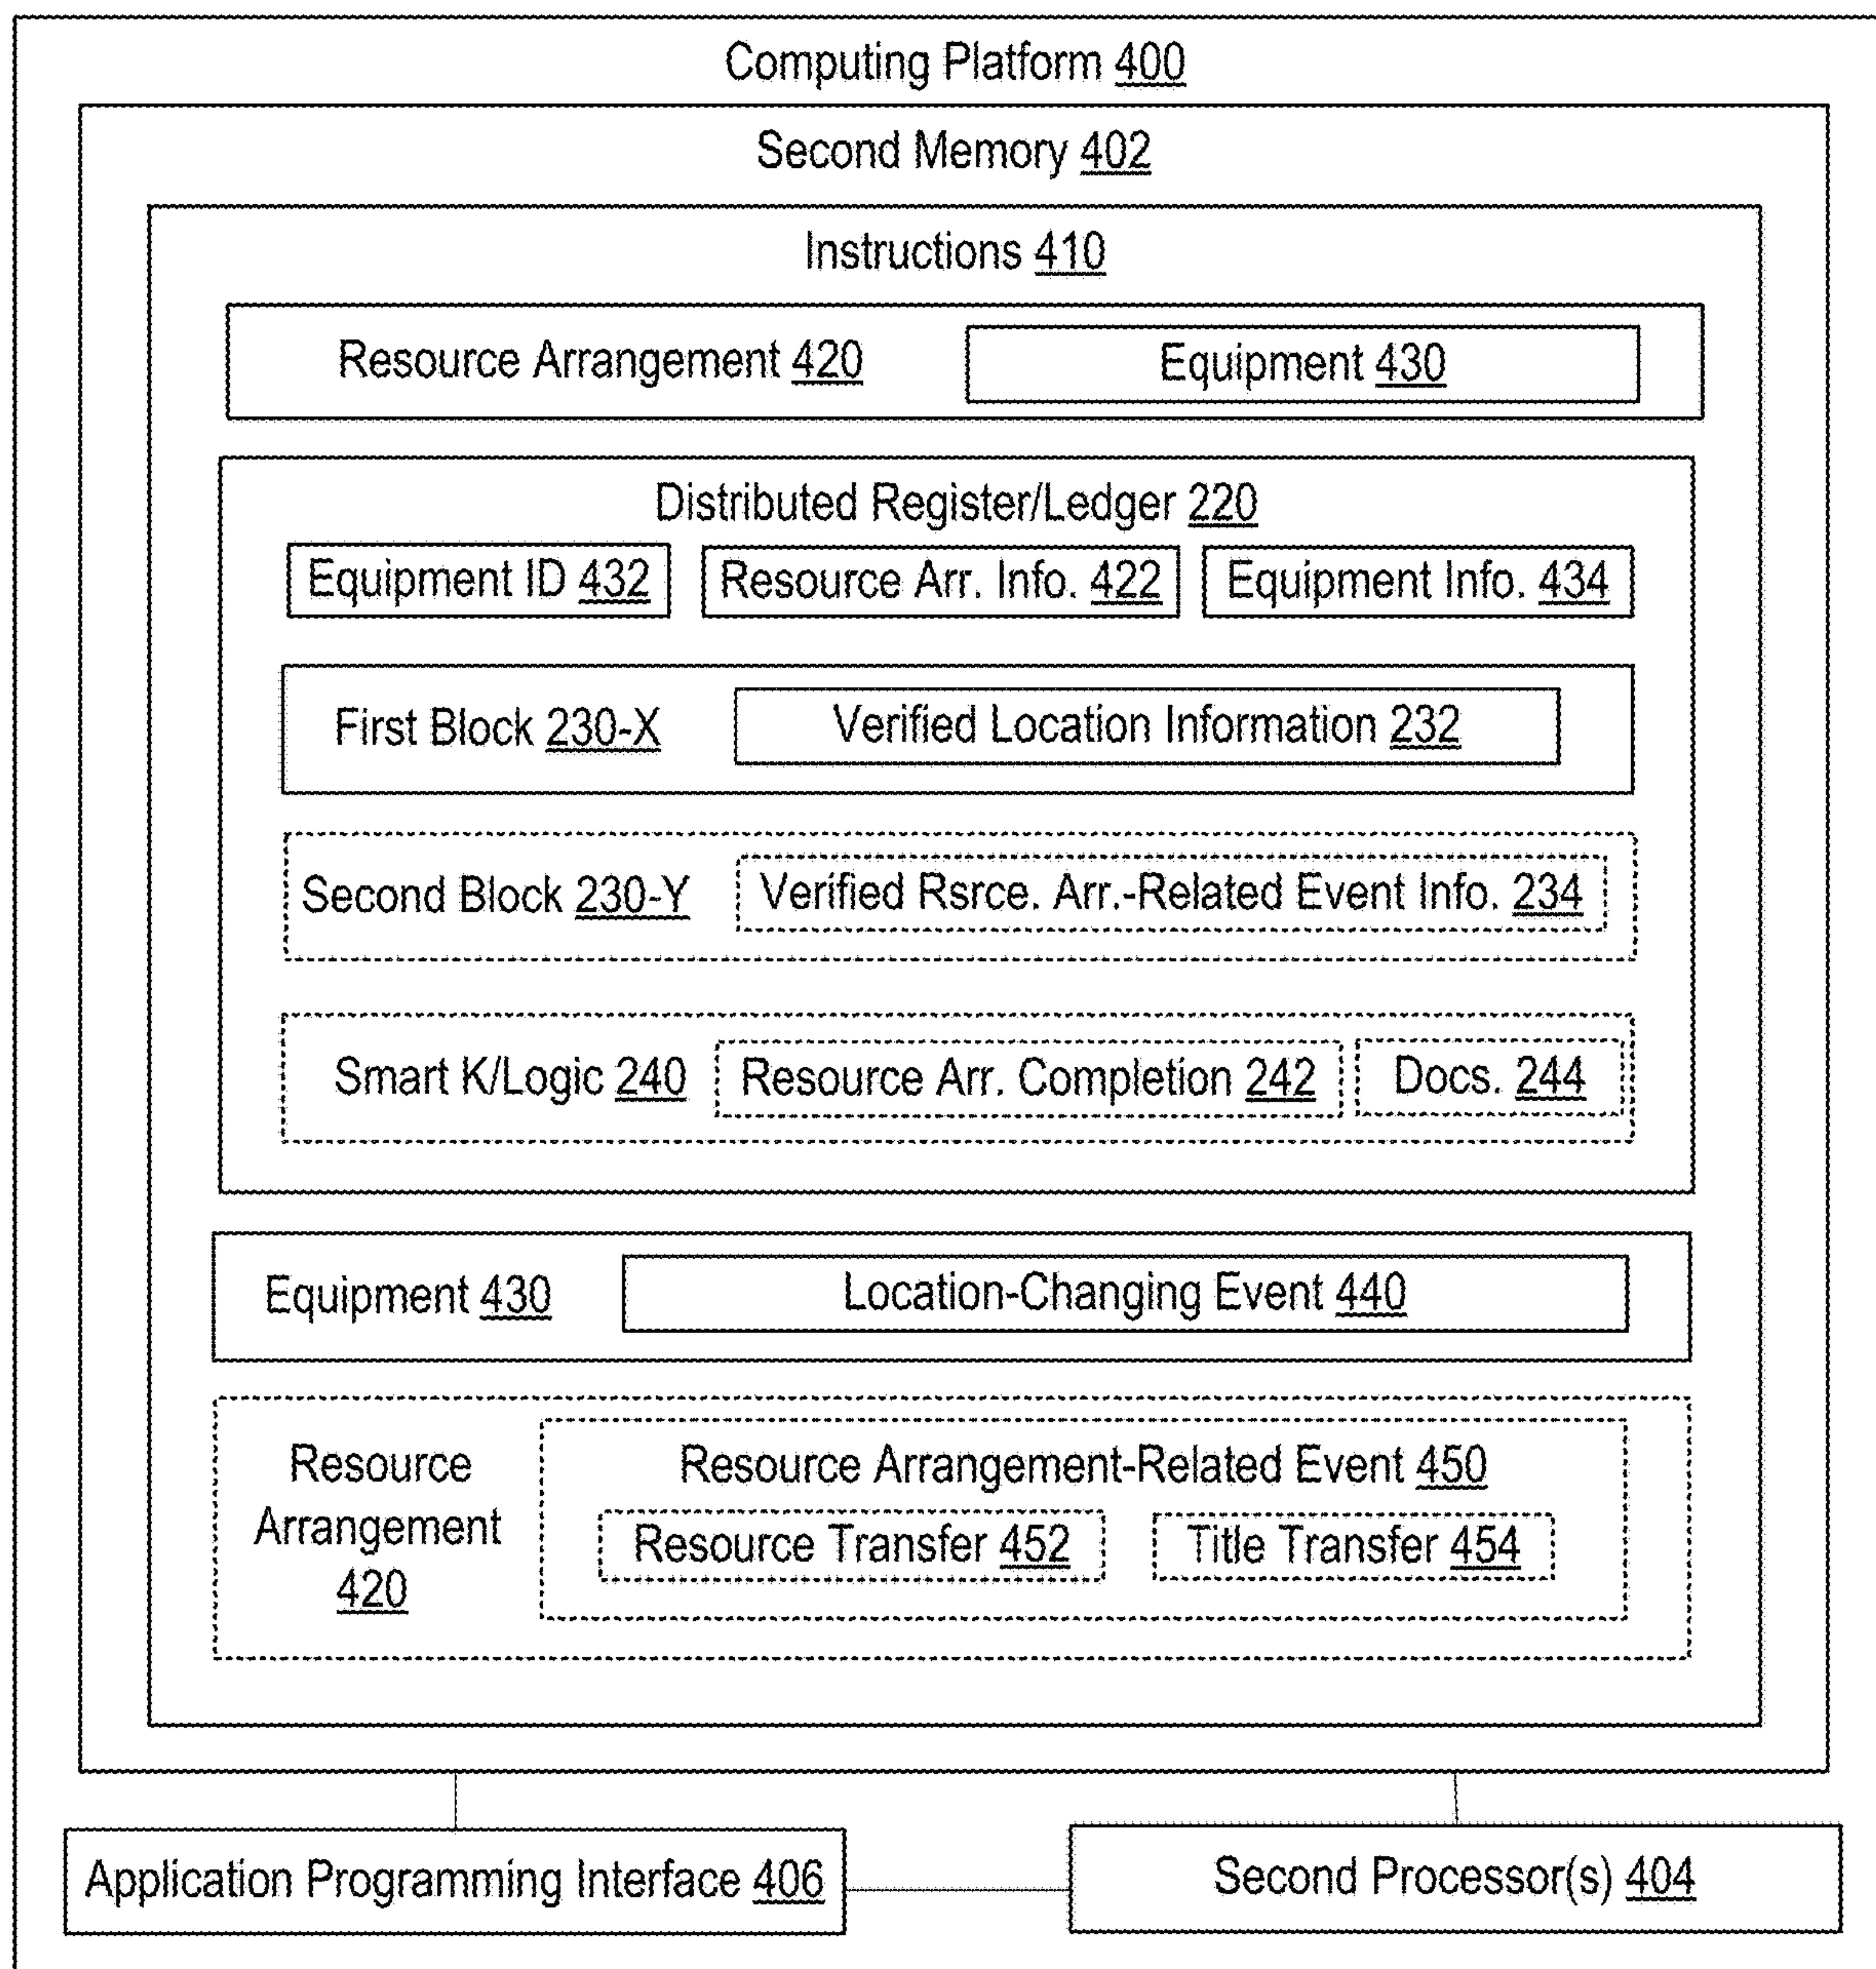 Computing Platform 400
Second Memory 402
Instructions 410
Resource Arrangement 420 Equipment 430
Distributed Register/Ledger 220
Equipment ID 432 Resource Arr. Info. 422 Equipment Info. 434
First Block 230-X Verified Location Information 232
Second Block 230-Y Verified Rsrce. Arr.-Related Event Info. 234
Smart K/Logic 240 Resource Arr. Completion 242 Docs. 244
Equipment 430 Location-Changing Event 440
Resource
Arrangement
420
Resource Arrangement-Related Event 450
Resource Transfer 452 Title Transfer 454
Application Programming Interface 406 Second Processor(s) 404